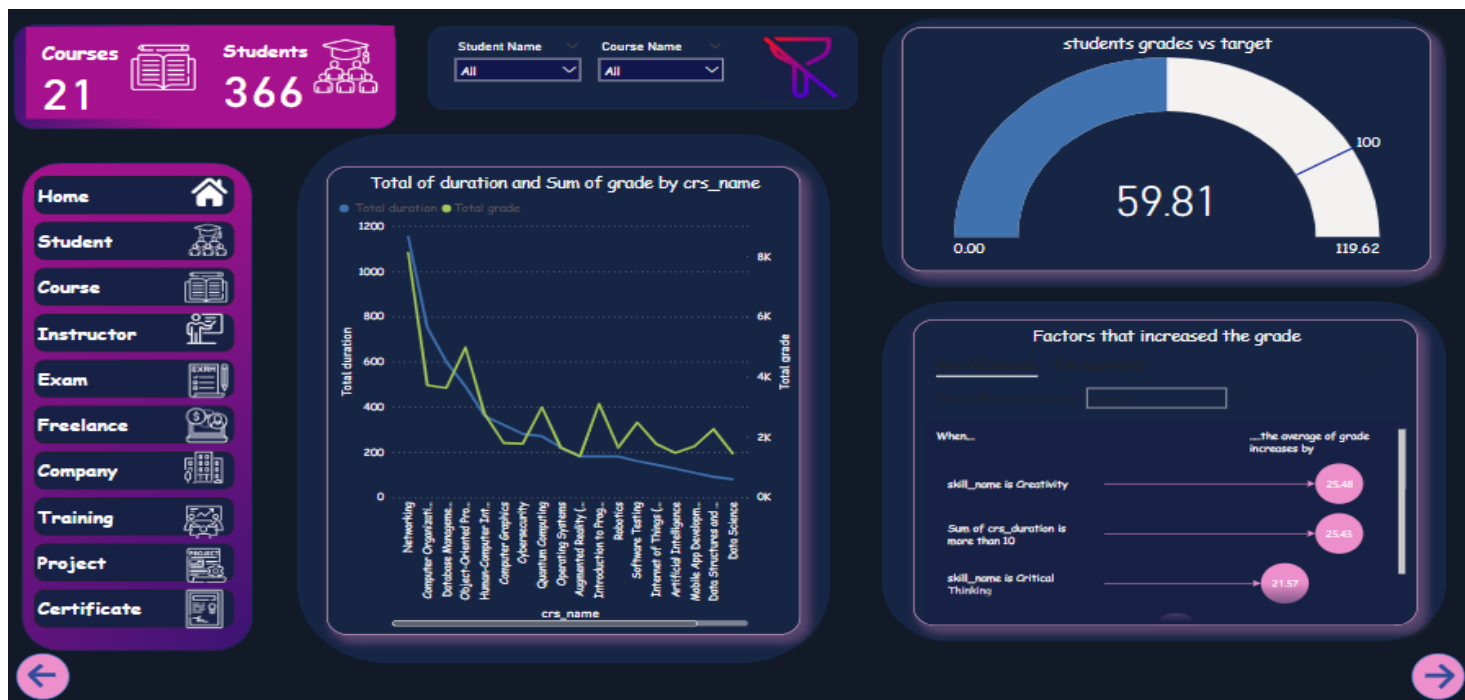 Courses
21
Students
366
Student Name
All
Course Name
All
Home
Student
Course
Instructor
EXAM
Exam
Freelance
Company
Training
PROJECT
Project
Certificate
Total of duration and Sum of grade by crs_name
Total duration
Total grade
1200
1000
800
600
400
200
0
Total duration
8K
6K
4K
2K
0K
Total grade
Networking
Computer Organizati...
Database Manageme...
Object-Oriented Pro...
Human-Computer Int...
Computer Graphics
Cybersecurity
Quantum Computing
Operating Systems
Augmented Reality (...
Introduction to Prog...
Robotics
Software Testing
Internet of Things (...
Artificial Intelligence
Mobile App Developm...
Data Structures and ...
Data Science
crs_name
students grades vs target
100
59.81
0.00
119.62
Factors that increased the grade
When...
....the average of grade
increases by
skill_name is Creativity
25.48
Sum of crs_duration is
more than 10
25.43
skill_name is Critical
Thinking
21.57